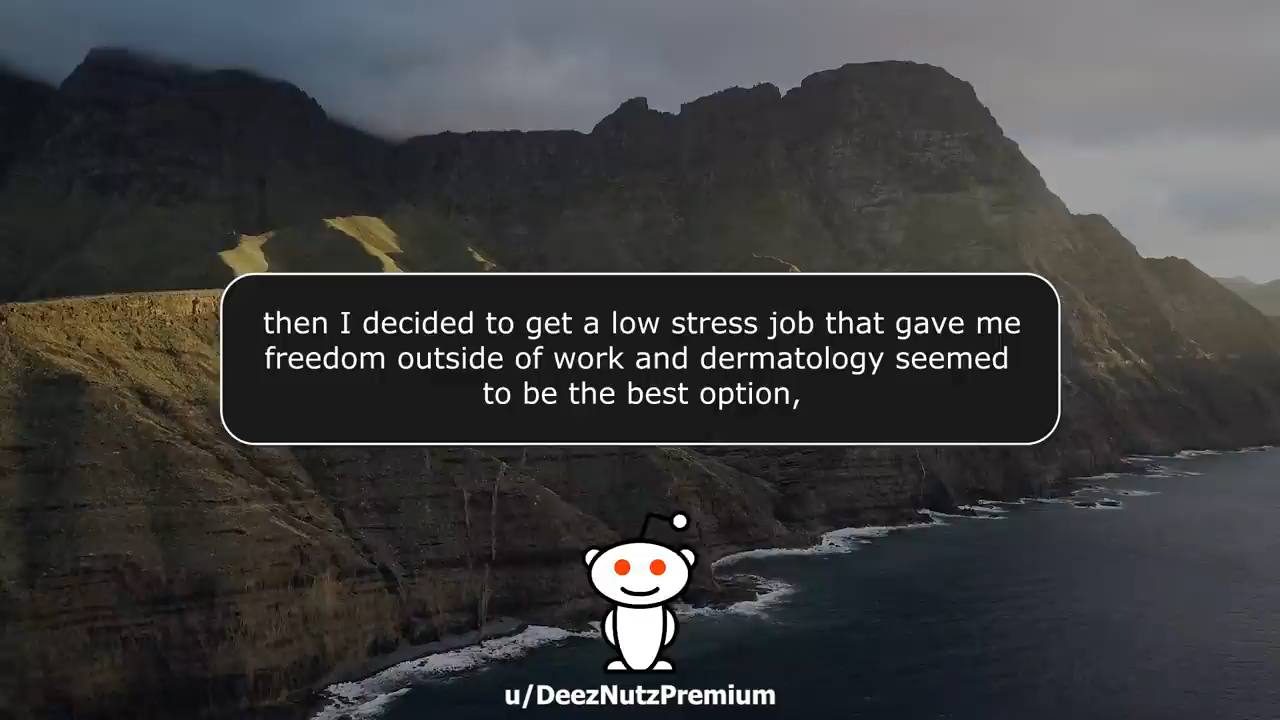 then I decided to get a low stress job that gave me
freedom outside of work and dermatology seemed
to be the best option,
u/DeezNutzPremium